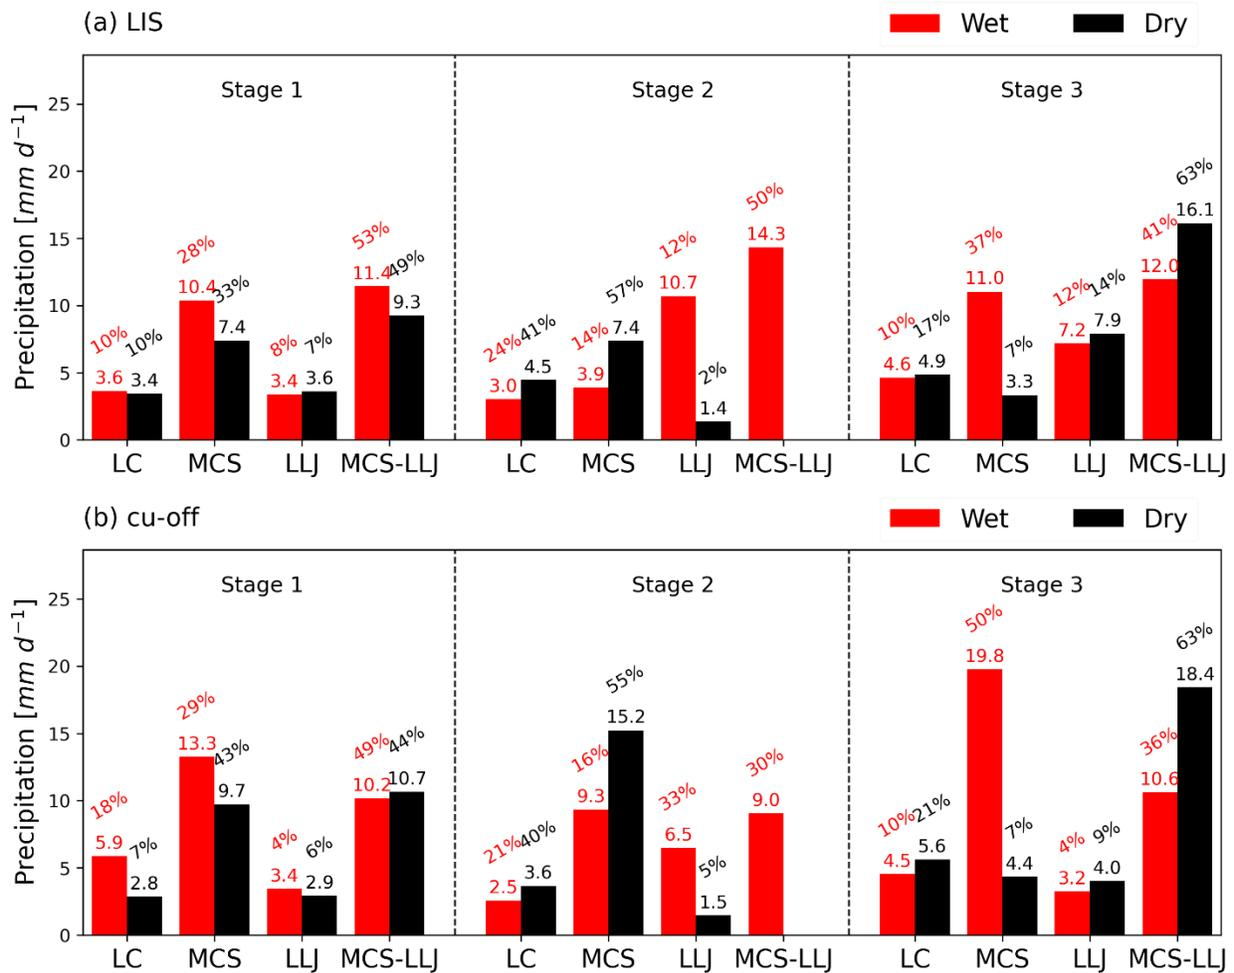 (a) LIS
Wet Dry
Stage 1 Stage 2 Stage 3
Precipitation [mm d⁻¹]
25
20
15
10
5
0
10% 10% 28% 33% 8% 7% 53% 49% 24% 41% 14% 57% 12% 2% 50% 10% 17% 37% 7% 12% 14% 41% 63%
3.6 3.4 10.4 7.4 3.4 3.6 11.4 9.3 3.0 4.5 3.9 7.4 10.7 1.4 14.3 4.6 4.9 11.0 3.3 7.2 7.9 12.0 16.1
LC MCS LLJ MCS-LLJ LC MCS LLJ MCS-LLJ LC MCS LLJ MCS-LLJ
(b) cu-off
Wet Dry
Stage 1 Stage 2 Stage 3
Precipitation [mm d⁻¹]
25
20
15
10
5
0
18% 7% 29% 43% 4% 6% 49% 44% 21% 40% 16% 55% 33% 5% 30% 10% 21% 50% 7% 4% 9% 36% 63%
5.9 2.8 13.3 9.7 3.4 2.9 10.2 10.7 2.5 3.6 9.3 15.2 6.5 1.5 9.0 4.5 5.6 19.8 4.4 3.2 4.0 10.6 18.4
LC MCS LLJ MCS-LLJ LC MCS LLJ MCS-LLJ LC MCS LLJ MCS-LLJ